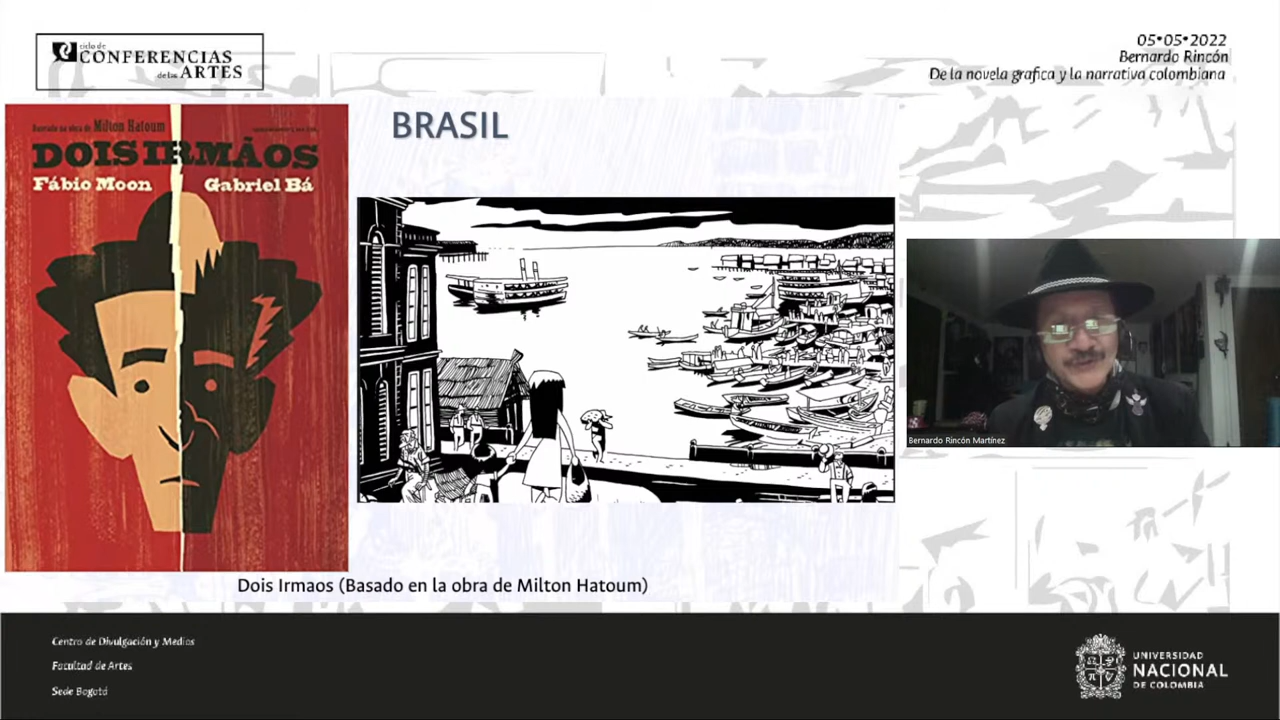 ciclo de
CONFERENCIAS
de las ARTES
05•05•2022
Bernardo Rincón
De la novela grafica y la narrativa colombiana
BRASIL
Baseado na obra de Milton Hatoum
DOIS IRMÃOS
Fábio Moon Gabriel Bá
Bernardo Rincón Martínez
Dois Irmaos (Basado en la obra de Milton Hatoum)
Centro de Divulgación y Medios
Facultad de Artes
Sede Bogotá
UNIVERSIDAD
NACIONAL
DE COLOMBIA